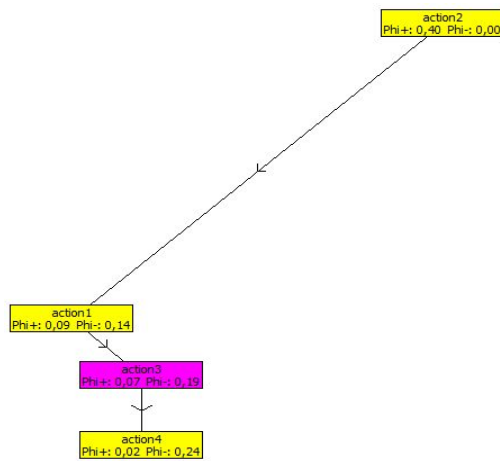 action2
Phi+: 0,40 Phi-: 0,00
action1
Phi+: 0,09 Phi-: 0,14
action3
Phi+: 0,07 Phi-: 0,19
action4
Phi+: 0,02 Phi-: 0,24